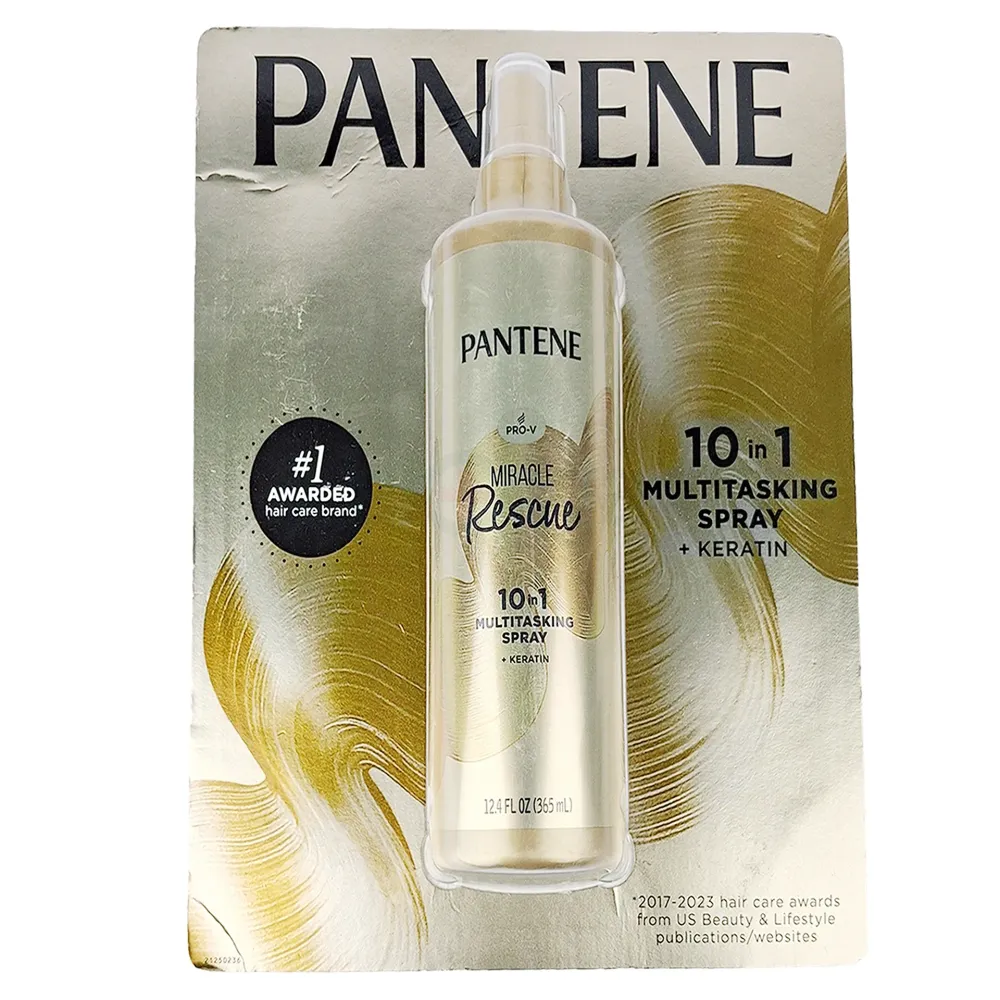 PANTENE
PANTENE
PRO-V
MIRACLE
Rescue
10 in 1
MULTITASKING
SPRAY
+ KERATIN
12.4 FL OZ (365 mL)
#1
AWARDED
hair care brand*
10 in 1
MULTITASKING
SPRAY
+ KERATIN
*2017-2023 hair care awards
from US Beauty & Lifestyle
publications/websites